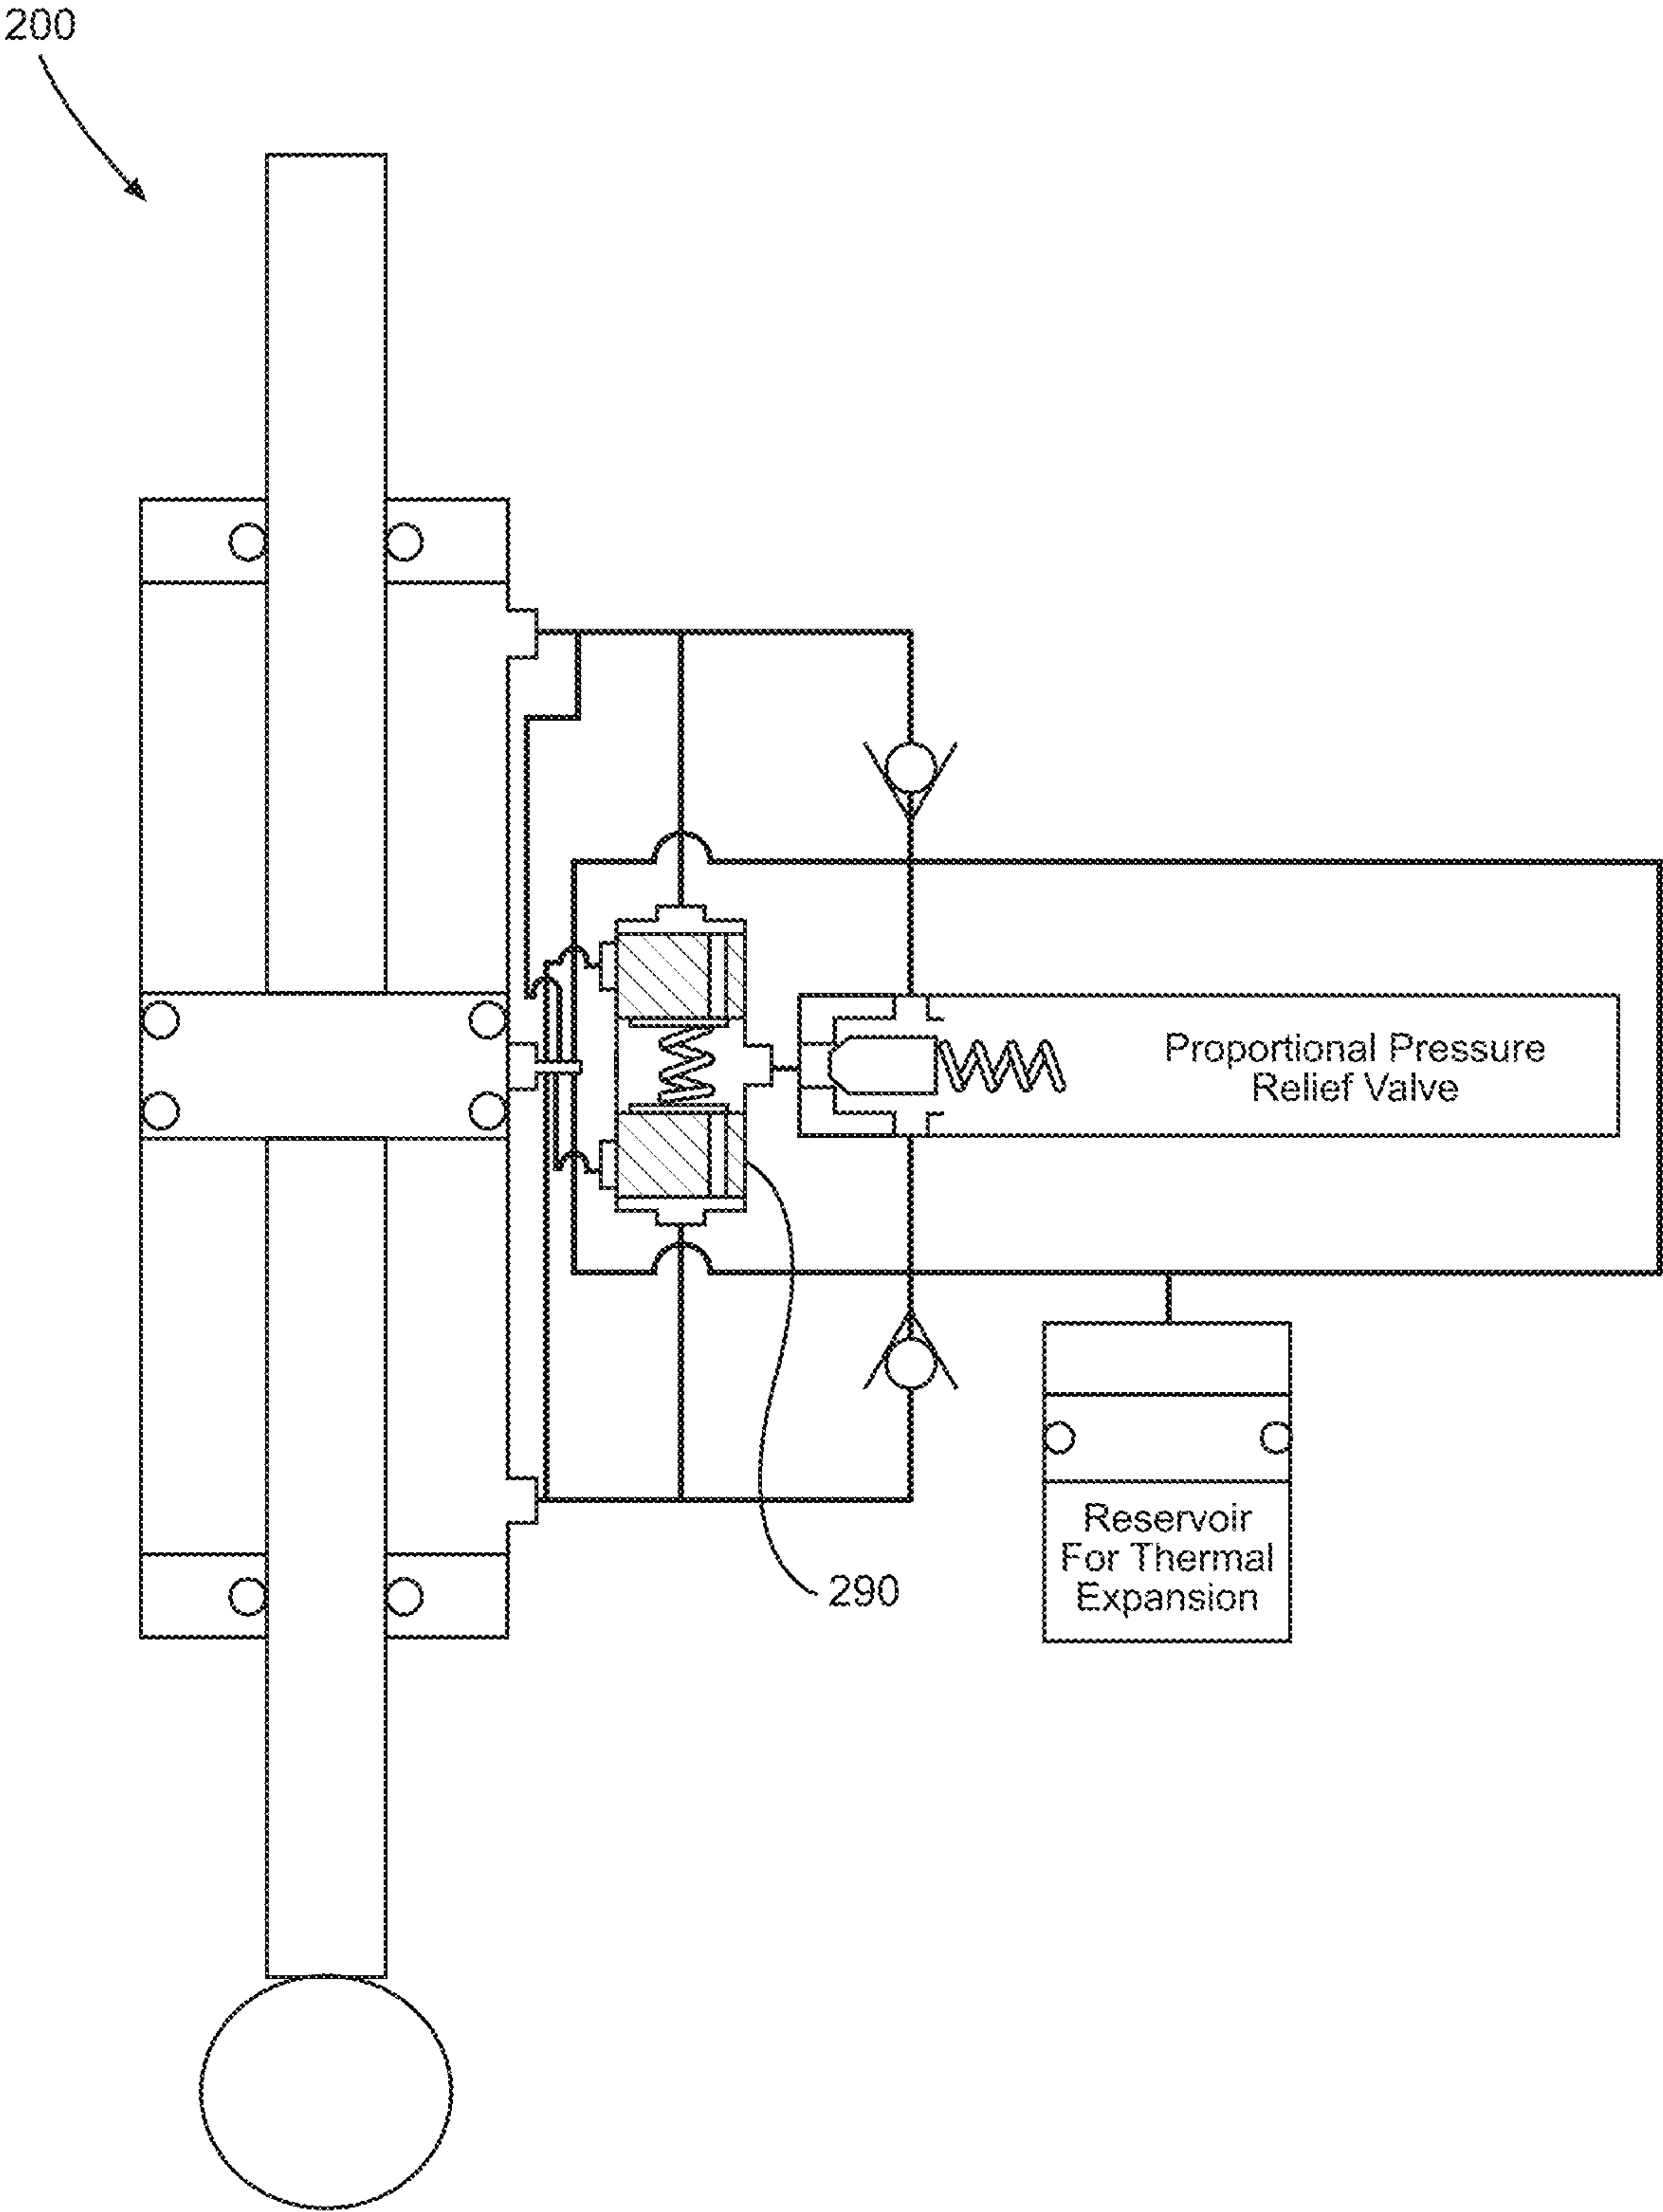 200
Proportional Pressure
Relief Valve
Reservoir
For Thermal
Expansion
290